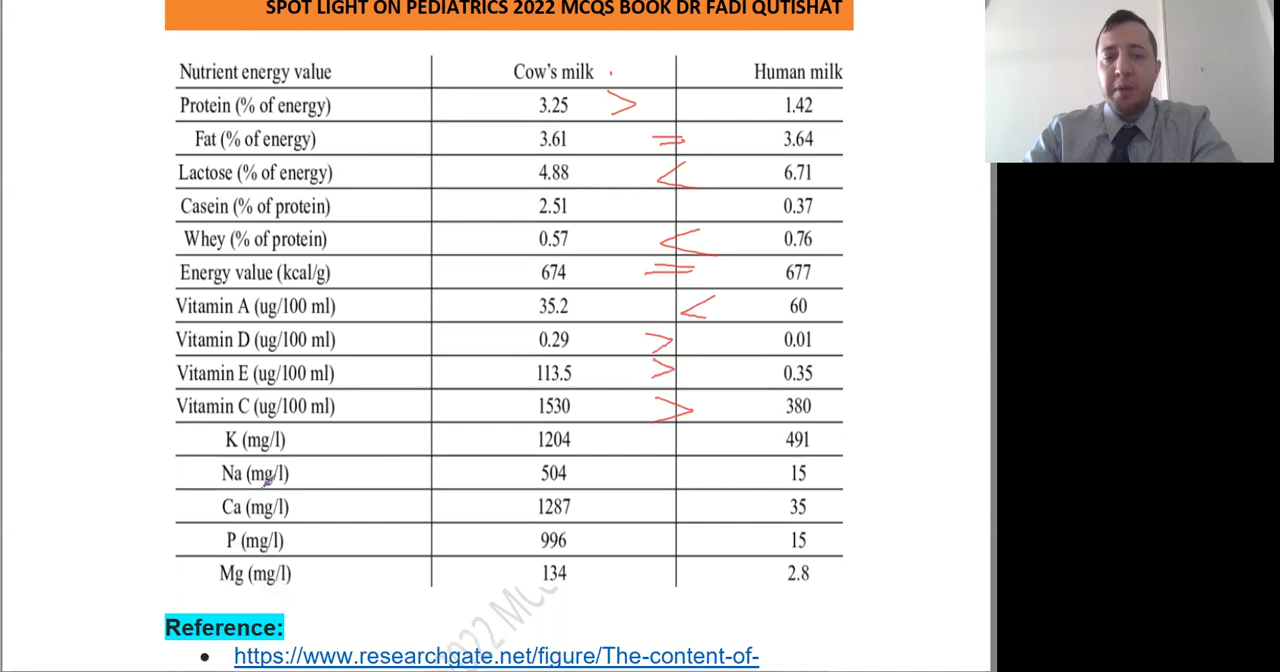 SPOT LIGHT ON PEDIATRICS 2022 MCQS BOOK DR FADI QUTISHAT
Nutrient energy value Cow's milk Human milk
Protein (% of energy) 3.25 > 1.42
Fat (% of energy) 3.61 = 3.64
Lactose (% of energy) 4.88 < 6.71
Casein (% of protein) 2.51 0.37
Whey (% of protein) 0.57 < 0.76
Energy value (kcal/g) 674 = 677
Vitamin A (ug/100 ml) 35.2 < 60
Vitamin D (ug/100 ml) 0.29 > 0.01
Vitamin E (ug/100 ml) 113.5 > 0.35
Vitamin C (ug/100 ml) 1530 > 380
K (mg/l) 1204 491
Na (mg/l) 504 15
Ca (mg/l) 1287 35
P (mg/l) 996 15
Mg (mg/l) 134 2.8
2022
Reference:
• https://www.researchgate.net/figure/The-content-of-